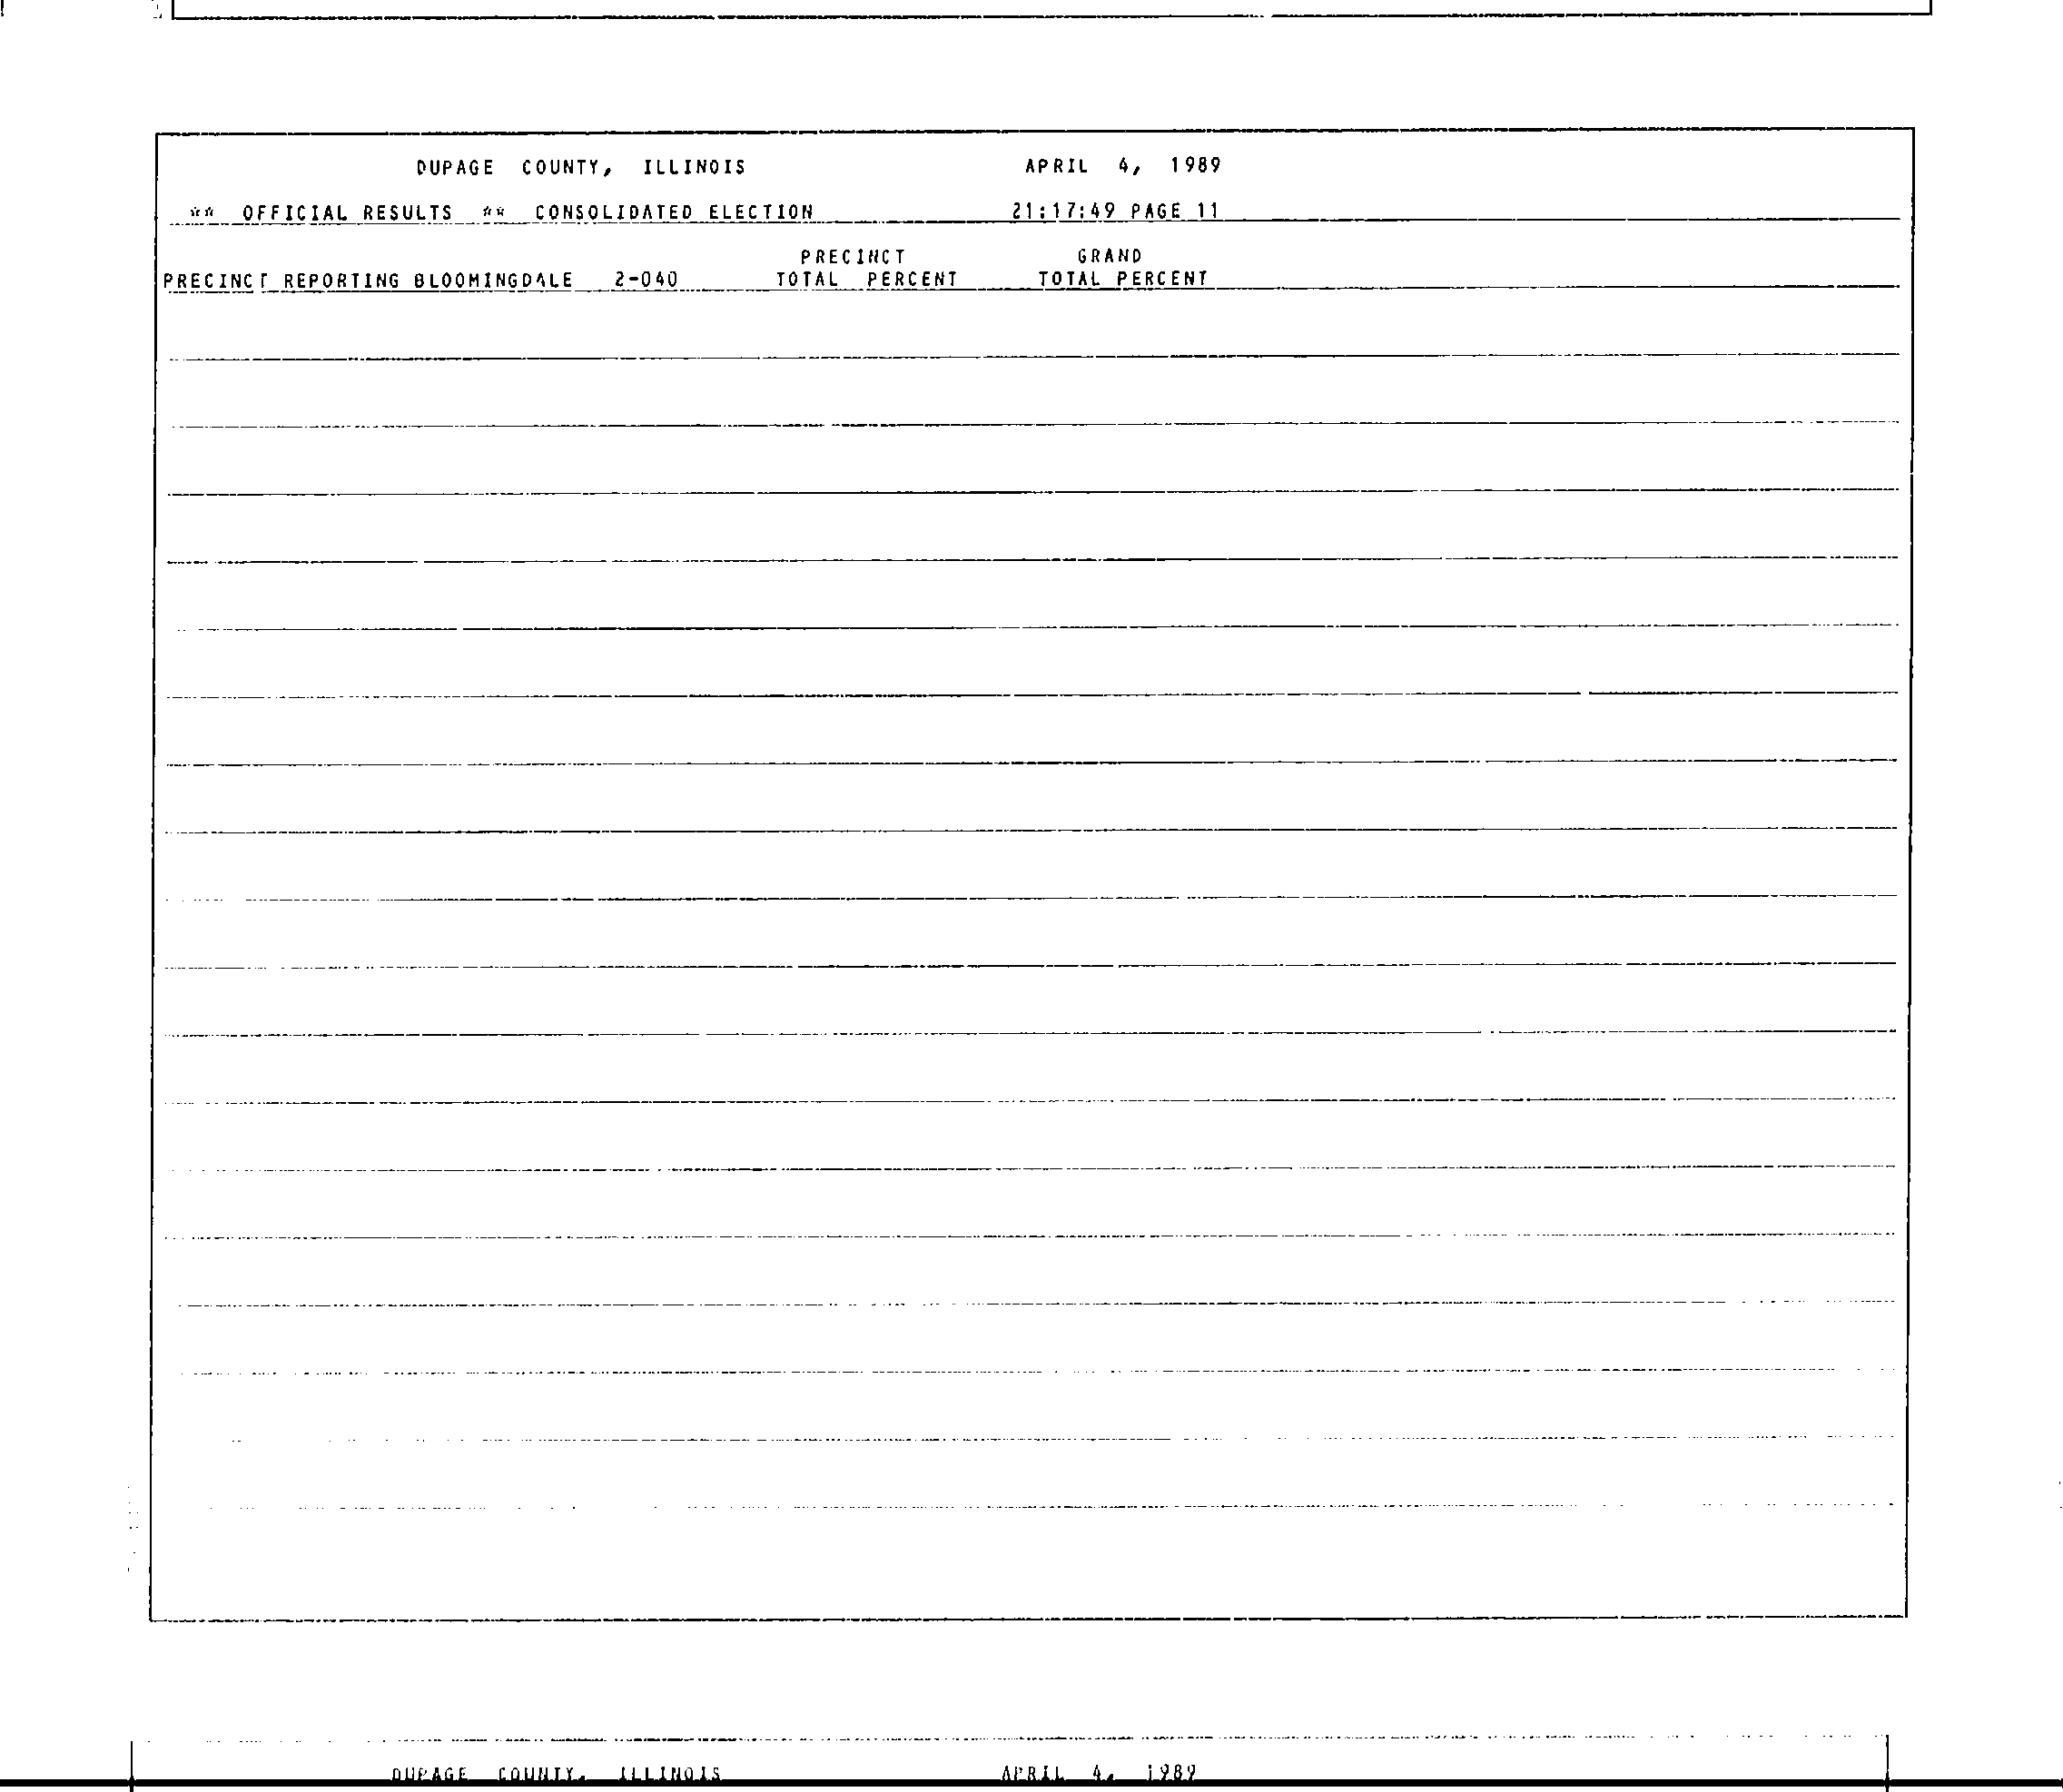 DUPAGE COUNTY, ILLINOIS APRIL 4, 1989
** OFFICIAL RESULTS ** CONSOLIDATED ELECTION 21:17:49 PAGE 11
PRECINCT GRAND
PRECINCT REPORTING BLOOMINGDALE 2-040 TOTAL PERCENT TOTAL PERCENT
DUPAGE COUNTY, ILLINOIS APRIL 4, 1989